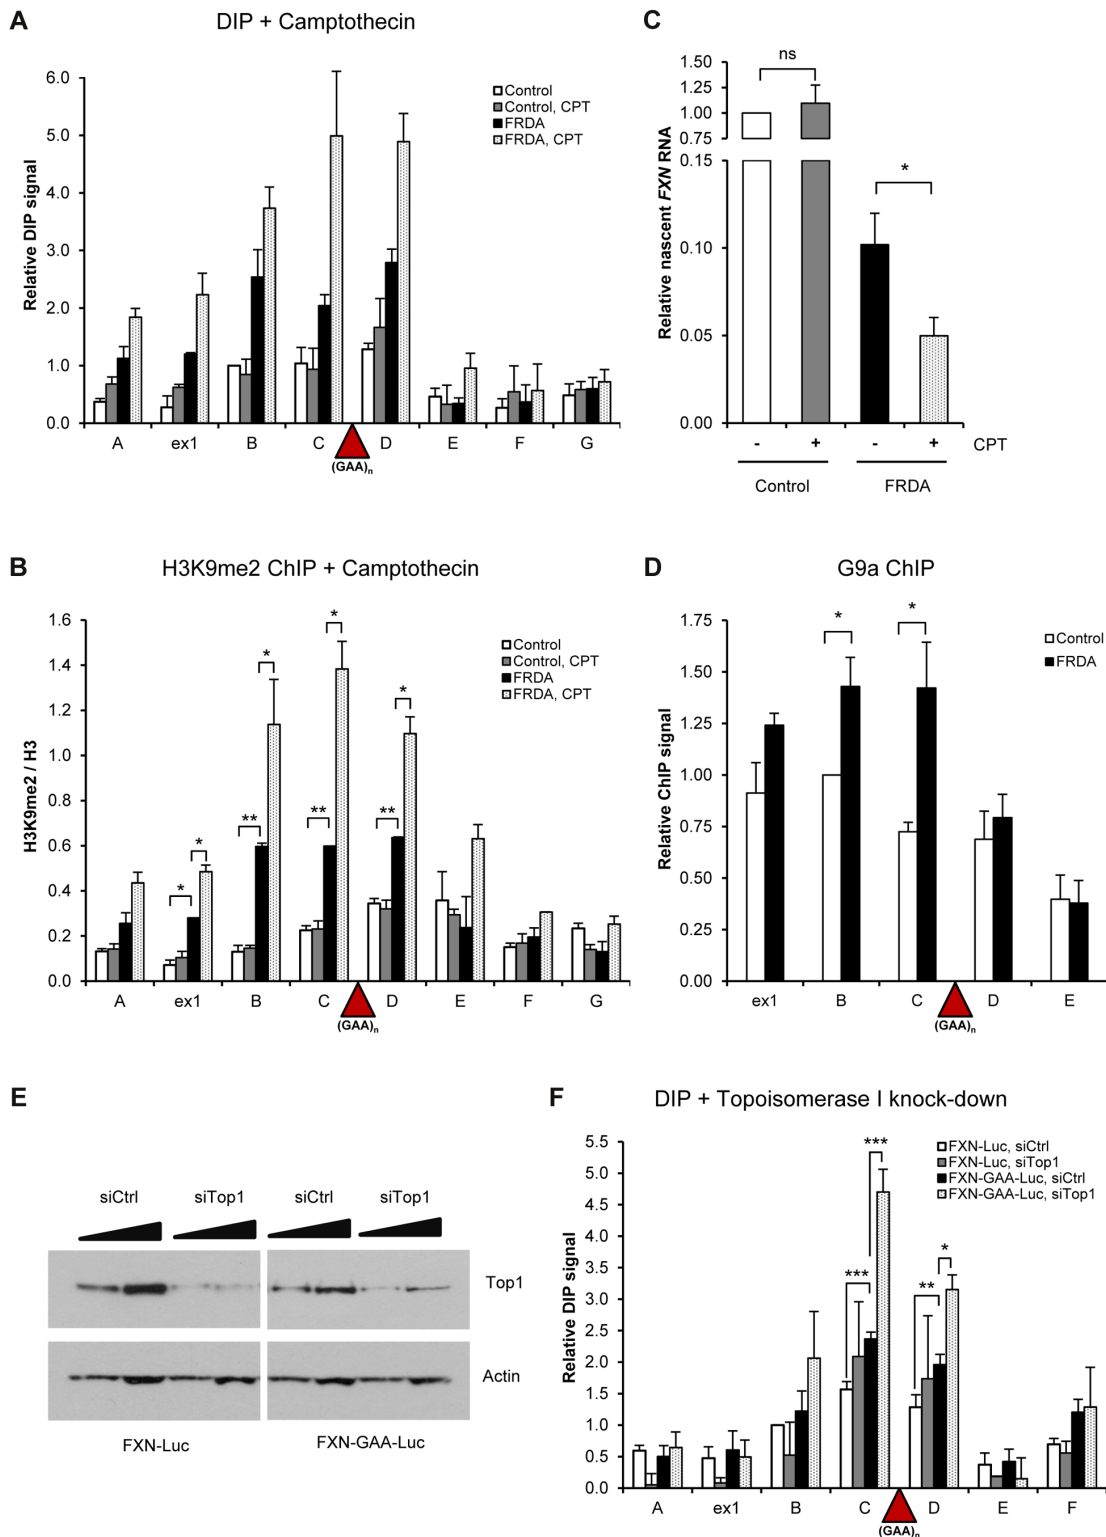 A
DIP + Camptothecin
Relative DIP signal
6.0
5.0
4.0
3.0
2.0
1.0
0.0
Control
Control, CPT
FRDA
FRDA, CPT
A ex1 B C D E F G
(GAA)n
C
Relative nascent FXN RNA
1.50
1.25
1.00
0.75
0.15
0.10
0.05
0.00
ns
*
- + - + CPT
Control FRDA
B
H3K9me2 ChIP + Camptothecin
H3K9me2 / H3
1.6
1.4
1.2
1.0
0.8
0.6
0.4
0.2
0.0
Control
Control, CPT
FRDA
FRDA, CPT
* * ** * ** * ** *
A ex1 B C D E F G
(GAA)n
D
G9a ChIP
Relative ChIP signal
1.75
1.50
1.25
1.00
0.75
0.50
0.25
0.00
* *
Control
FRDA
ex1 B C D E
(GAA)n
E
siCtrl siTop1 siCtrl siTop1
Top1
Actin
FXN-Luc FXN-GAA-Luc
F
DIP + Topoisomerase I knock-down
Relative DIP signal
5.5
5.0
4.5
4.0
3.5
3.0
2.5
2.0
1.5
1.0
0.5
0.0
FXN-Luc, siCtrl
FXN-Luc, siTop1
FXN-GAA-Luc, siCtrl
FXN-GAA-Luc, siTop1
*** *** ** *
A ex1 B C D E F
(GAA)n